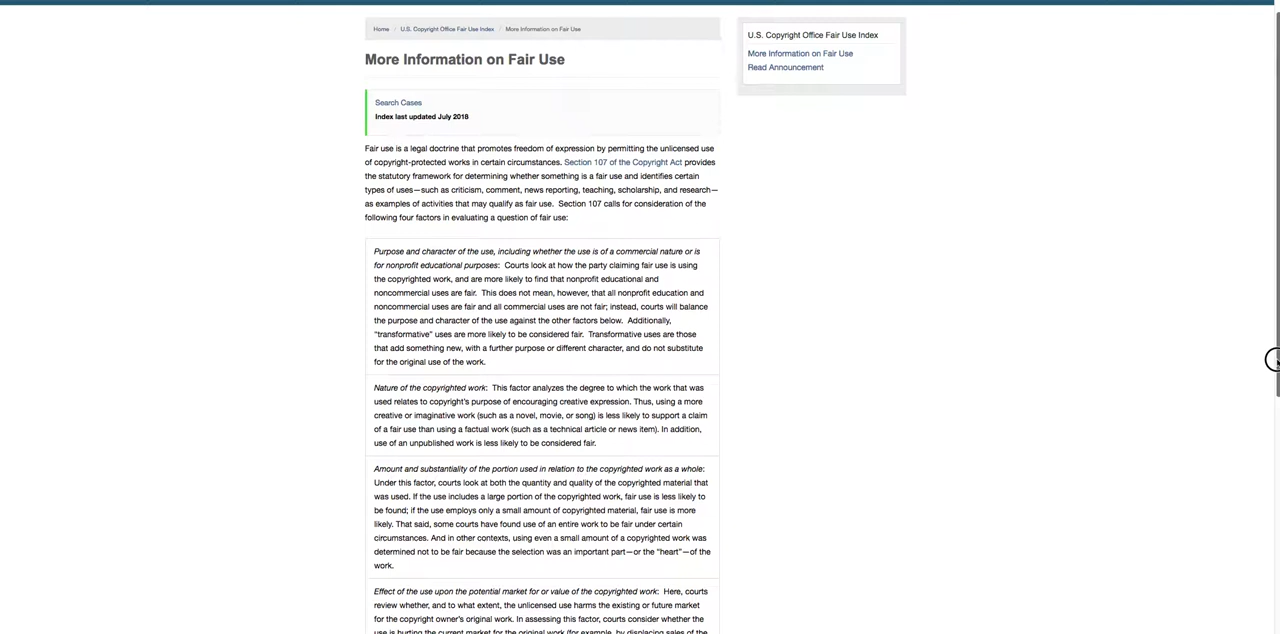 Home / U.S. Copyright Office Fair Use Index / More Information on Fair Use
More Information on Fair Use
Search Cases
Index last updated July 2018
Fair use is a legal doctrine that promotes freedom of expression by permitting the unlicensed use
of copyright-protected works in certain circumstances. Section 107 of the Copyright Act provides
the statutory framework for determining whether something is a fair use and identifies certain
types of uses—such as criticism, comment, news reporting, teaching, scholarship, and research—
as examples of activities that may qualify as fair use.  Section 107 calls for consideration of the
following four factors in evaluating a question of fair use:
Purpose and character of the use, including whether the use is of a commercial nature or is
for nonprofit educational purposes:  Courts look at how the party claiming fair use is using
the copyrighted work, and are more likely to find that nonprofit educational and
noncommercial uses are fair.  This does not mean, however, that all nonprofit education and
noncommercial uses are fair and all commercial uses are not fair; instead, courts will balance
the purpose and character of the use against the other factors below.  Additionally,
“transformative” uses are more likely to be considered fair.  Transformative uses are those
that add something new, with a further purpose or different character, and do not substitute
for the original use of the work.
Nature of the copyrighted work:  This factor analyzes the degree to which the work that was
used relates to copyright’s purpose of encouraging creative expression. Thus, using a more
creative or imaginative work (such as a novel, movie, or song) is less likely to support a claim
of a fair use than using a factual work (such as a technical article or news item). In addition,
use of an unpublished work is less likely to be considered fair.
Amount and substantiality of the portion used in relation to the copyrighted work as a whole:
Under this factor, courts look at both the quantity and quality of the copyrighted material that
was used. If the use includes a large portion of the copyrighted work, fair use is less likely to
be found; if the use employs only a small amount of copyrighted material, fair use is more
likely. That said, some courts have found use of an entire work to be fair under certain
circumstances. And in other contexts, using even a small amount of a copyrighted work was
determined not to be fair because the selection was an important part—or the “heart”—of the
work.
Effect of the use upon the potential market for or value of the copyrighted work:  Here, courts
review whether, and to what extent, the unlicensed use harms the existing or future market
for the copyright owner’s original work. In assessing this factor, courts consider whether the
use is hurting the current market for the original work (for example, by displacing sales of the
U.S. Copyright Office Fair Use Index
More Information on Fair Use
Read Announcement